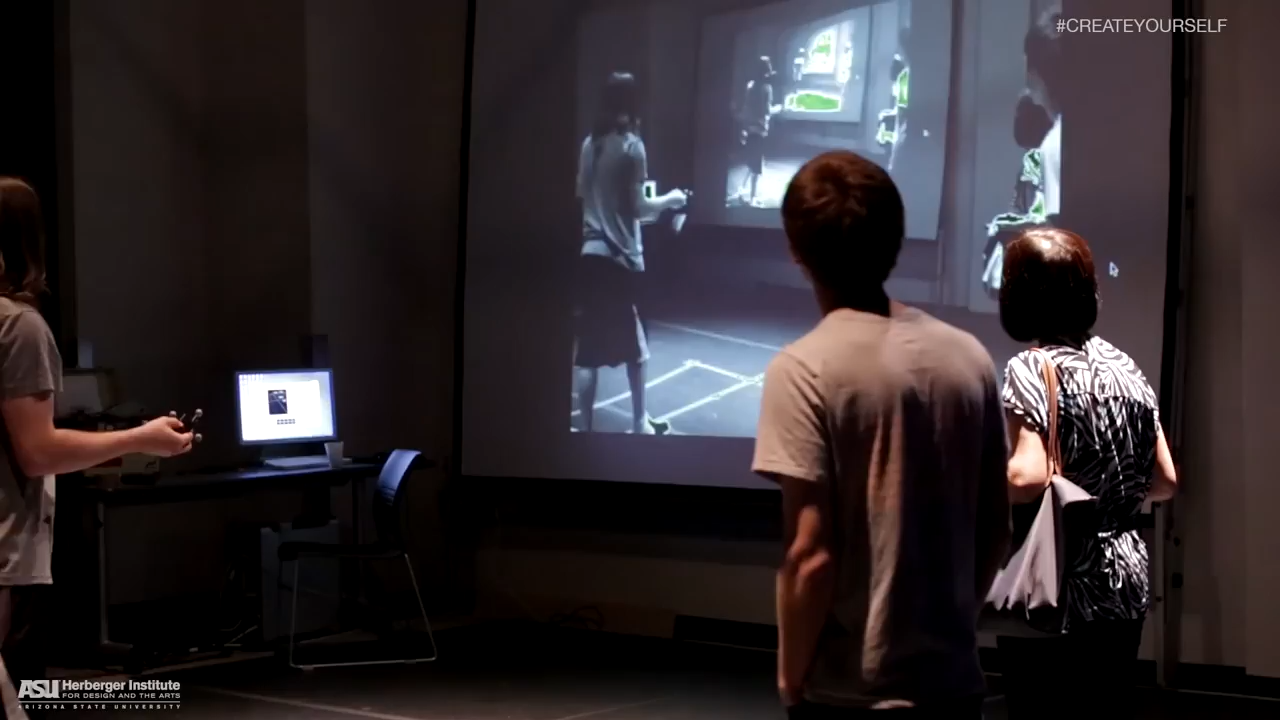 #CREATEYOURSELF
ASU Herberger Institute
FOR DESIGN AND THE ARTS
ARIZONA STATE UNIVERSITY